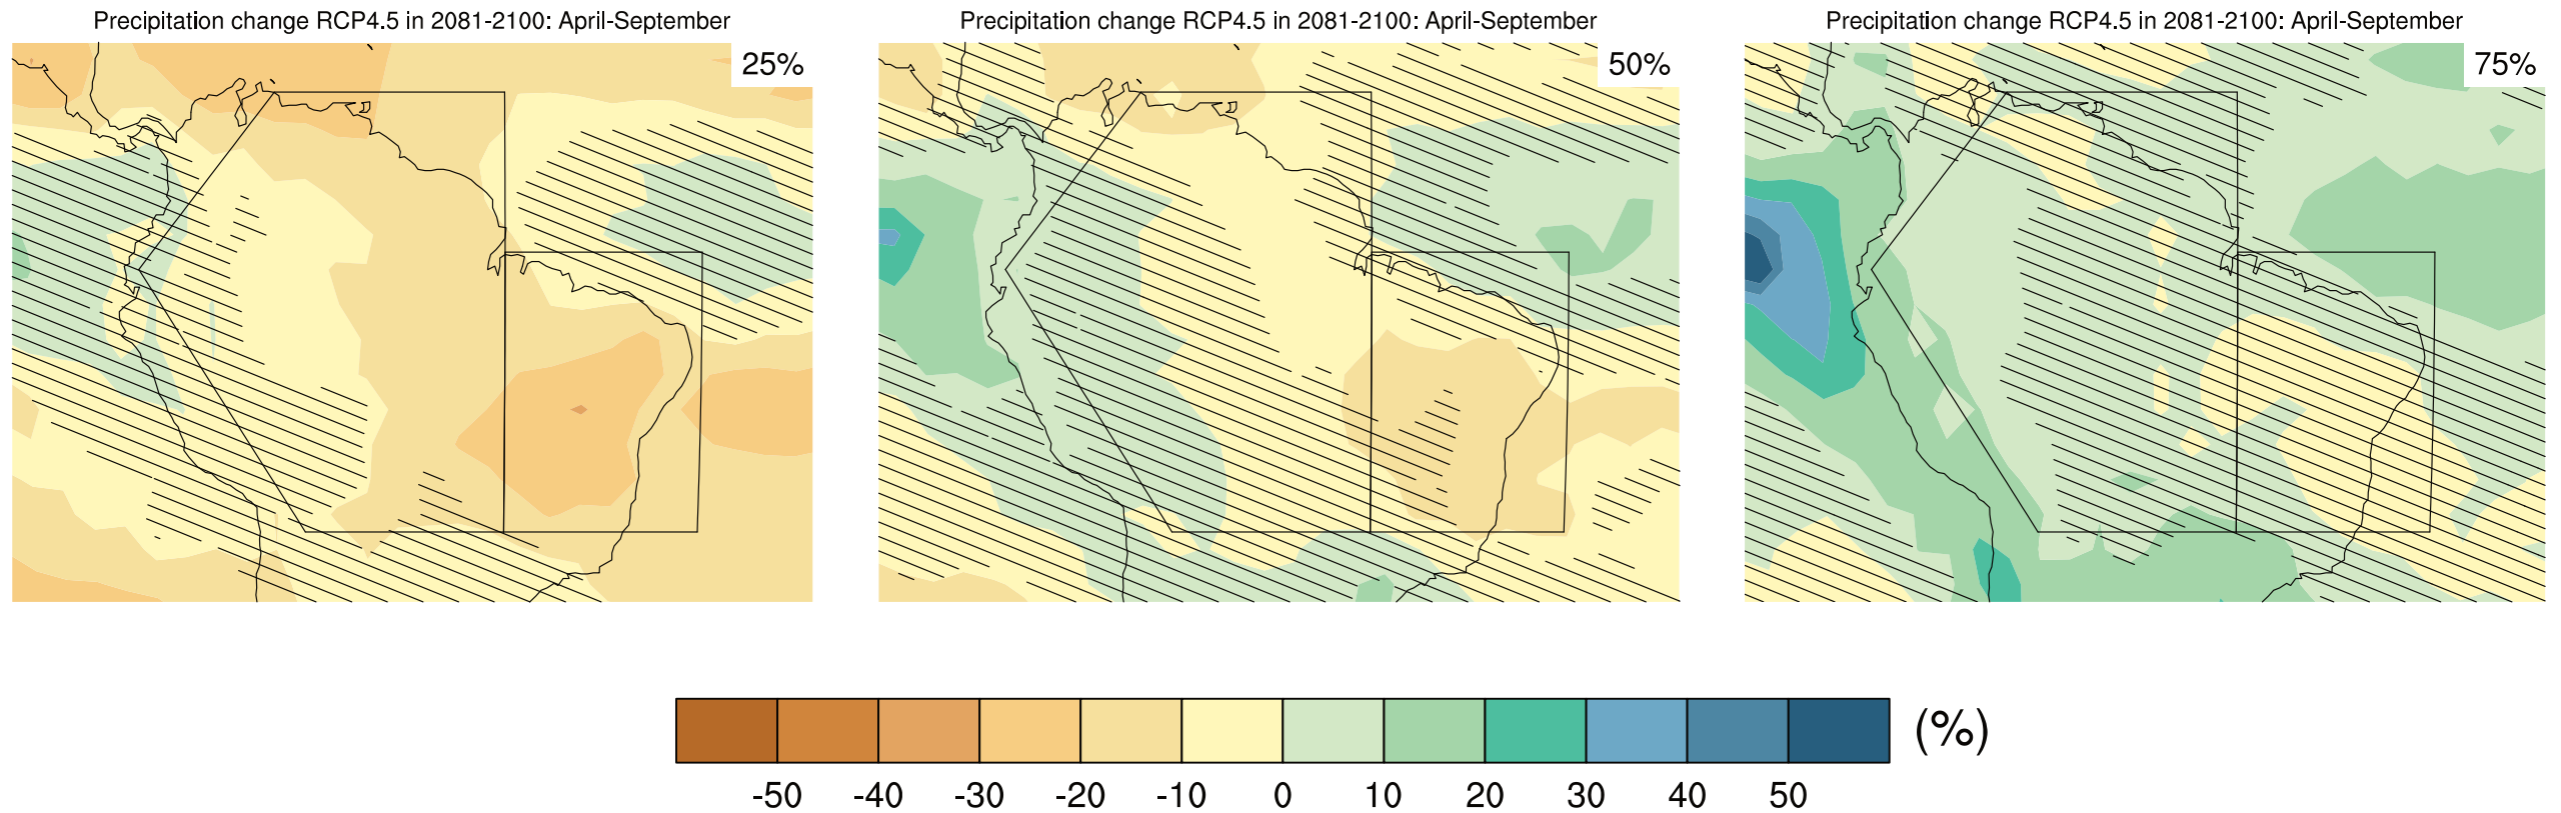 Precipitation change RCP4.5 in 2081-2100: April-September
25%
Precipitation change RCP4.5 in 2081-2100: April-September
50%
Precipitation change RCP4.5 in 2081-2100: April-September
75%
(%)
-50 -40 -30 -20 -10 0 10 20 30 40 50